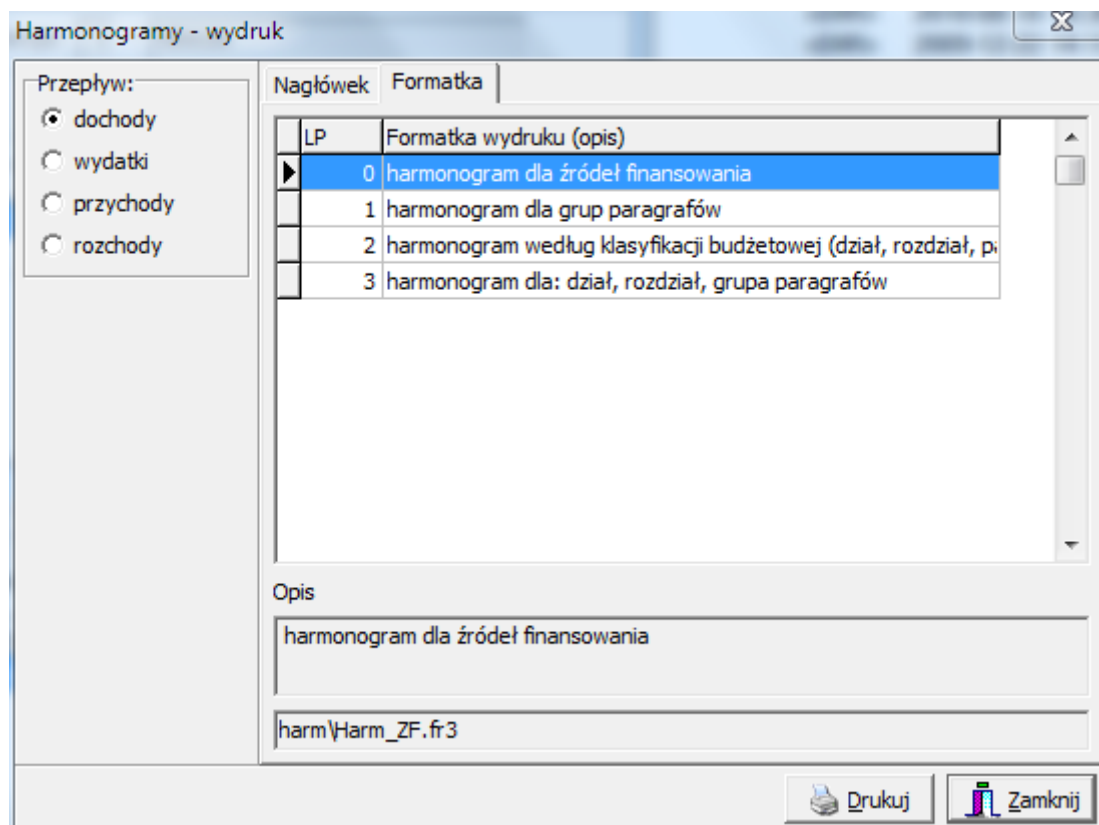 Harmonogramy - wydruk
Przepływ:
dochody
wydatki
przychody
rozchody
Nagłówek Formatka
LP Formatka wydruku (opis)
0 harmonogram dla źródeł finansowania
1 harmonogram dla grup paragrafów
2 harmonogram według klasyfikacji budżetowej (dział, rozdział,
3 harmonogram dla: dział, rozdział, grupa paragrafów
Opis
harmonogram dla źródeł finansowania
harm\Harm_ZF.fr3
Drukuj Zamknij